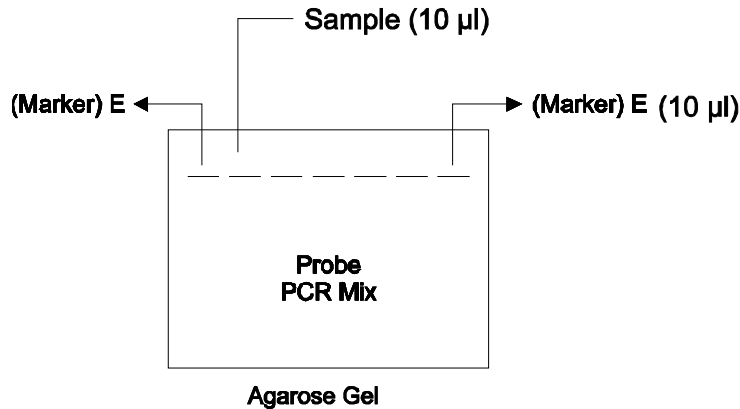 Sample (10 µl)
(Marker) E
(Marker) E (10 µl)
Probe
PCR Mix
Agarose Gel